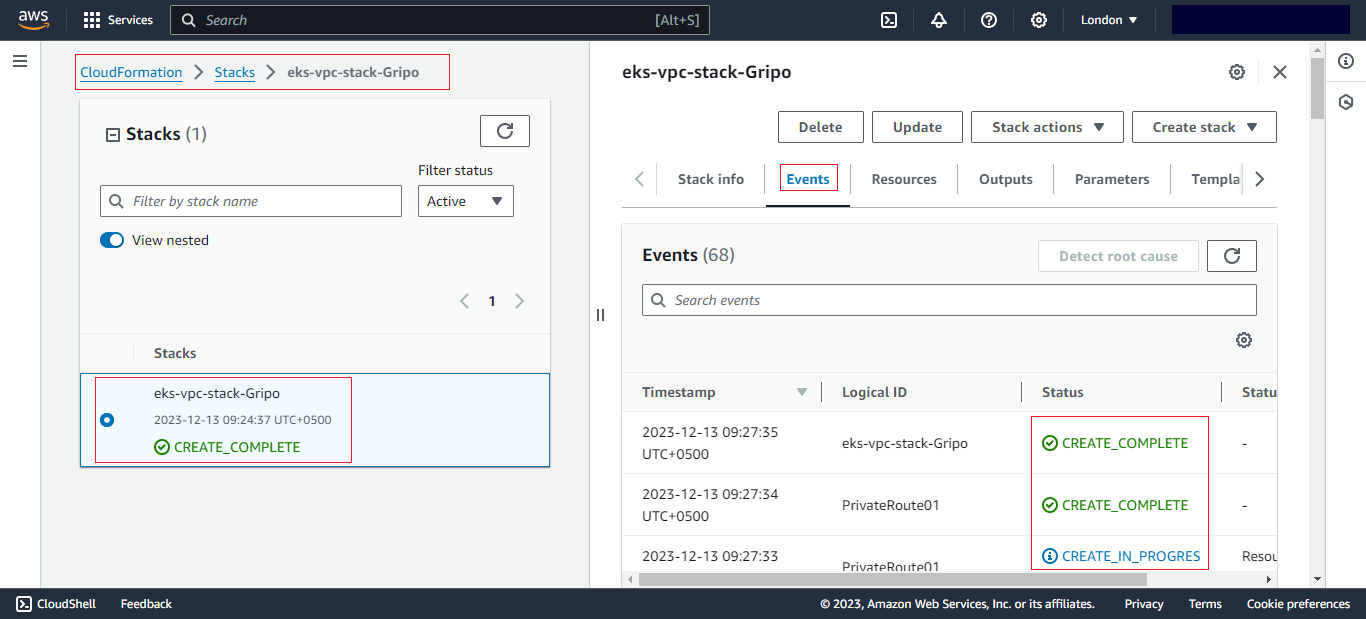 aws
Services
Search [Alt+S]
London
CloudFormation Stacks eks-vpc-stack-Gripo
Stacks (1)
Filter status
Filter by stack name
Active
View nested
1
Stacks
eks-vpc-stack-Gripo
2023-12-13 09:24:37 UTC+0500
CREATE_COMPLETE
eks-vpc-stack-Gripo
Delete Update Stack actions Create stack
Stack info Events Resources Outputs Parameters Templa
Events (68)
Detect root cause
Search events
Timestamp Logical ID Status Statu
2023-12-13 09:27:35
UTC+0500
eks-vpc-stack-Gripo CREATE_COMPLETE -
2023-12-13 09:27:34
UTC+0500
PrivateRoute01 CREATE_COMPLETE -
2023-12-13 09:27:33
PrivateRoute01
CREATE_IN_PROGRES Resou
CloudShell Feedback © 2023, Amazon Web Services, Inc. or its affiliates. Privacy Terms Cookie preferences